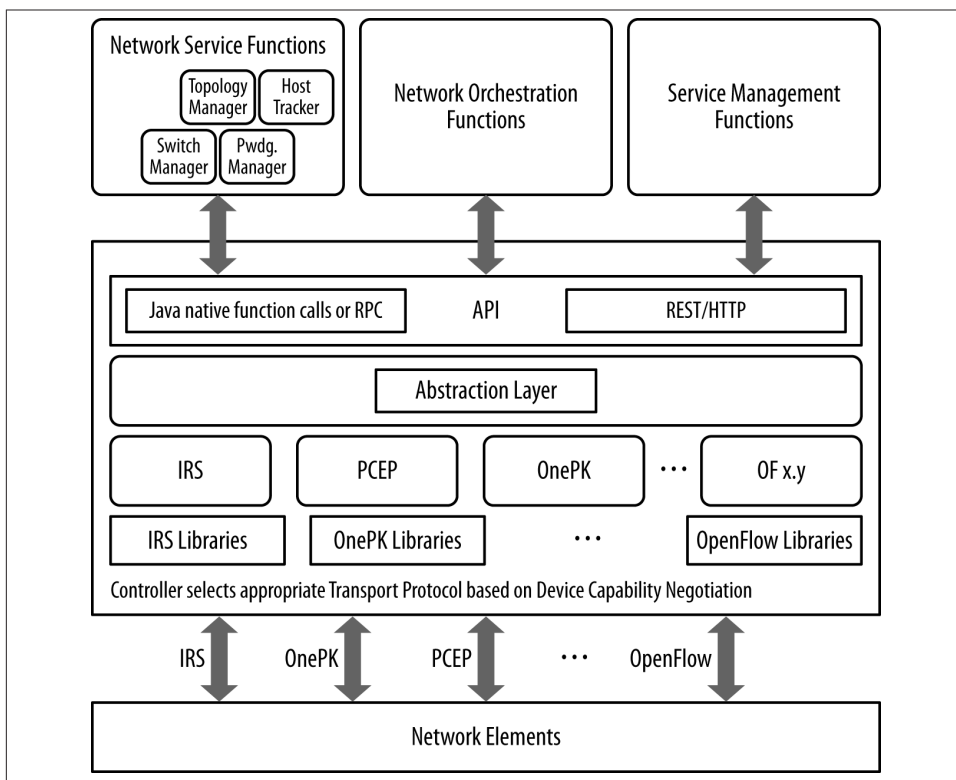 Network Service Functions
Topology
Manager
Host
Tracker
Switch
Manager
Pwdg.
Manager
Network Orchestration
Functions
Service Management
Functions
Java native function calls or RPC
API
REST/HTTP
Abstraction Layer
IRS
PCEP
OnePK
...
OF x.y
IRS Libraries
OnePK Libraries
...
OpenFlow Libraries
Controller selects appropriate Transport Protocol based on Device Capability Negotiation
IRS
OnePK
PCEP
...
OpenFlow
Network Elements